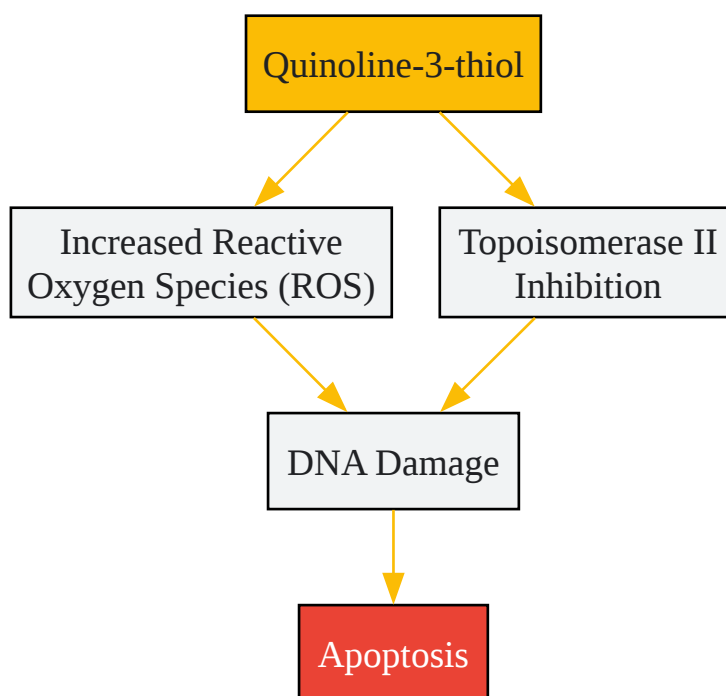 Quinoline-3-thiol
Increased Reactive
Oxygen Species (ROS)
Topoisomerase II
Inhibition
DNA Damage
Apoptosis